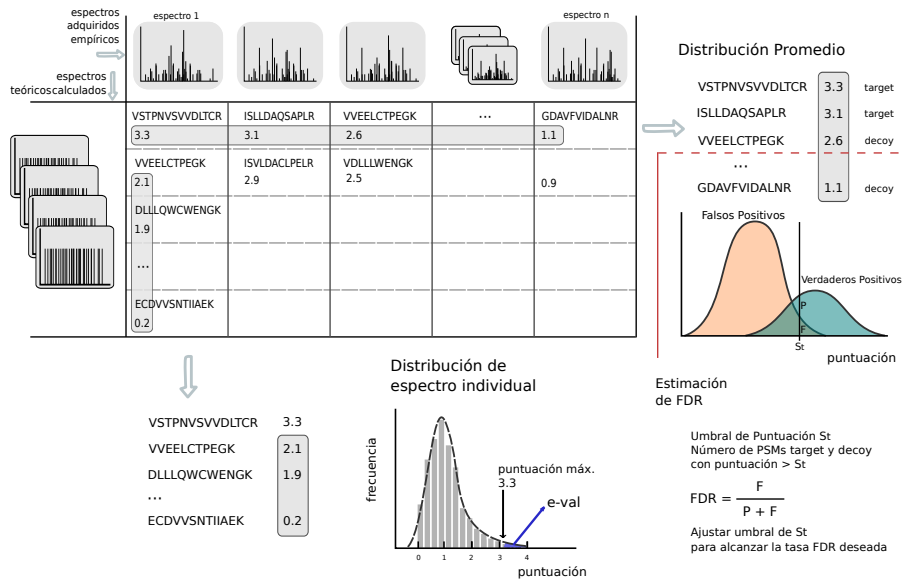 espectros
adquiridos
empíricos
espectro 1
espectro n
espectros
teóricos calculados
VSTPNVSVVDLTCR
ISLLDAQSAPLR
VVEELCTPEGK
...
GDAVFVIDALNR
3.3
3.1
2.6
1.1
VVEELCTPEGK
ISVLDACLPELR
VDLLLWENGK
2.1
2.9
2.5
0.9
DLLLQWCWENGK
1.9
...
ECDVVSNTIIAEK
0.2
Distribución Promedio
VSTPNVSVVDLTCR 3.3 target
ISLLDAQSAPLR 3.1 target
VVEELCTPEGK 2.6 decoy
...
GDAVFVIDALNR 1.1 decoy
Falsos Positivos
Verdaderos Positivos
P
F
St
puntuación
Estimación
de FDR
Umbral de Puntuación St
Número de PSMs target y decoy
con puntuación > St
FDR = F
P + F
Ajustar umbral de St
para alcanzar la tasa FDR deseada
VSTPNVSVVDLTCR 3.3
VVEELCTPEGK 2.1
DLLLQWCWENGK 1.9
...
ECDVVSNTIIAEK 0.2
Distribución de
espectro individual
frecuencia
puntuación máx.
3.3
e-val
0 1 2 3 4
puntuación